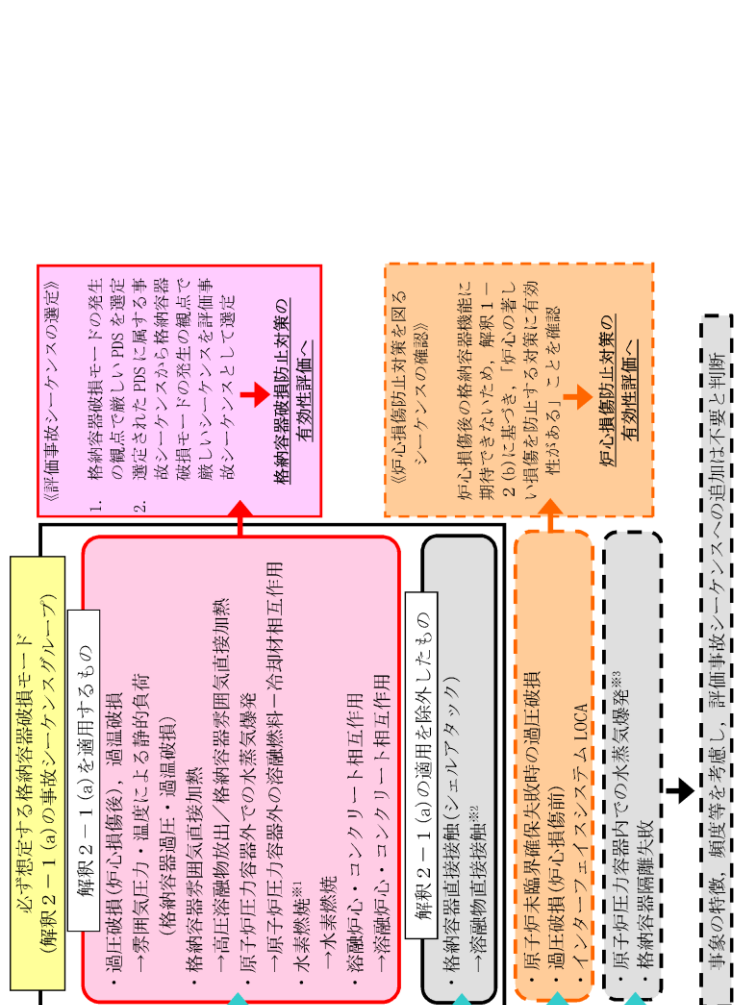 必ず想定する格納容器破損モード
(解釈2-1(a)の事故シーケンスグループ)
解釈2-1(a)を適用するもの
・過圧破損(炉心損傷後), 過温破損
→雰囲気圧力・温度による静的負荷
(格納容器過圧・過温破損)
・格納容器雰囲気直接加熱
→高圧溶融物放出/格納容器雰囲気直接加熱
・原子炉圧力容器外での水蒸気爆発
→原子炉圧力容器外の溶融燃料-冷却材相互作用
・水素燃焼※1
→水素燃焼
・溶融炉心・コンクリート相互作用
→溶融炉心・コンクリート相互作用
解釈2-1(a)の適用を除外したもの
・格納容器直接接触(シェルアタック)
→溶融物直接接触※2
・原子炉未臨界確保失敗時の過圧破損
・過圧破損(炉心損傷前)
・インターフェイスシステムLOCA
・原子炉圧力容器内での水蒸気爆発※3
・格納容器隔離失敗
事象の特徴, 頻度等を考慮し, 評価事故シーケンスへの追加は不要と判断
《評価事故シーケンスの選定》
1. 格納容器破損モードの発生
の観点で厳しいPDSを選定
2. 選定されたPDSに属する事
故シーケンスから格納容器
破損モードの発生の観点で
厳しいシーケンスを評価事
故シーケンスとして選定
格納容器破損防止対策の
有効性評価へ
《炉心損傷防止対策を図る
シーケンスの確認》
炉心損傷後の格納容器機能に
期待できないため, 解釈1-
2(b)に基づき, 「炉心の著し
い損傷を防止する対策に有効
性がある」ことを確認
炉心損傷防止対策の
有効性評価へ